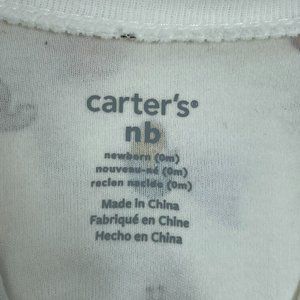 carter's®
nb
newborn (0m)
nouveau-né (0m)
recien nacido (0m)
Made in China
Fabriqué en Chine
Hecho en China